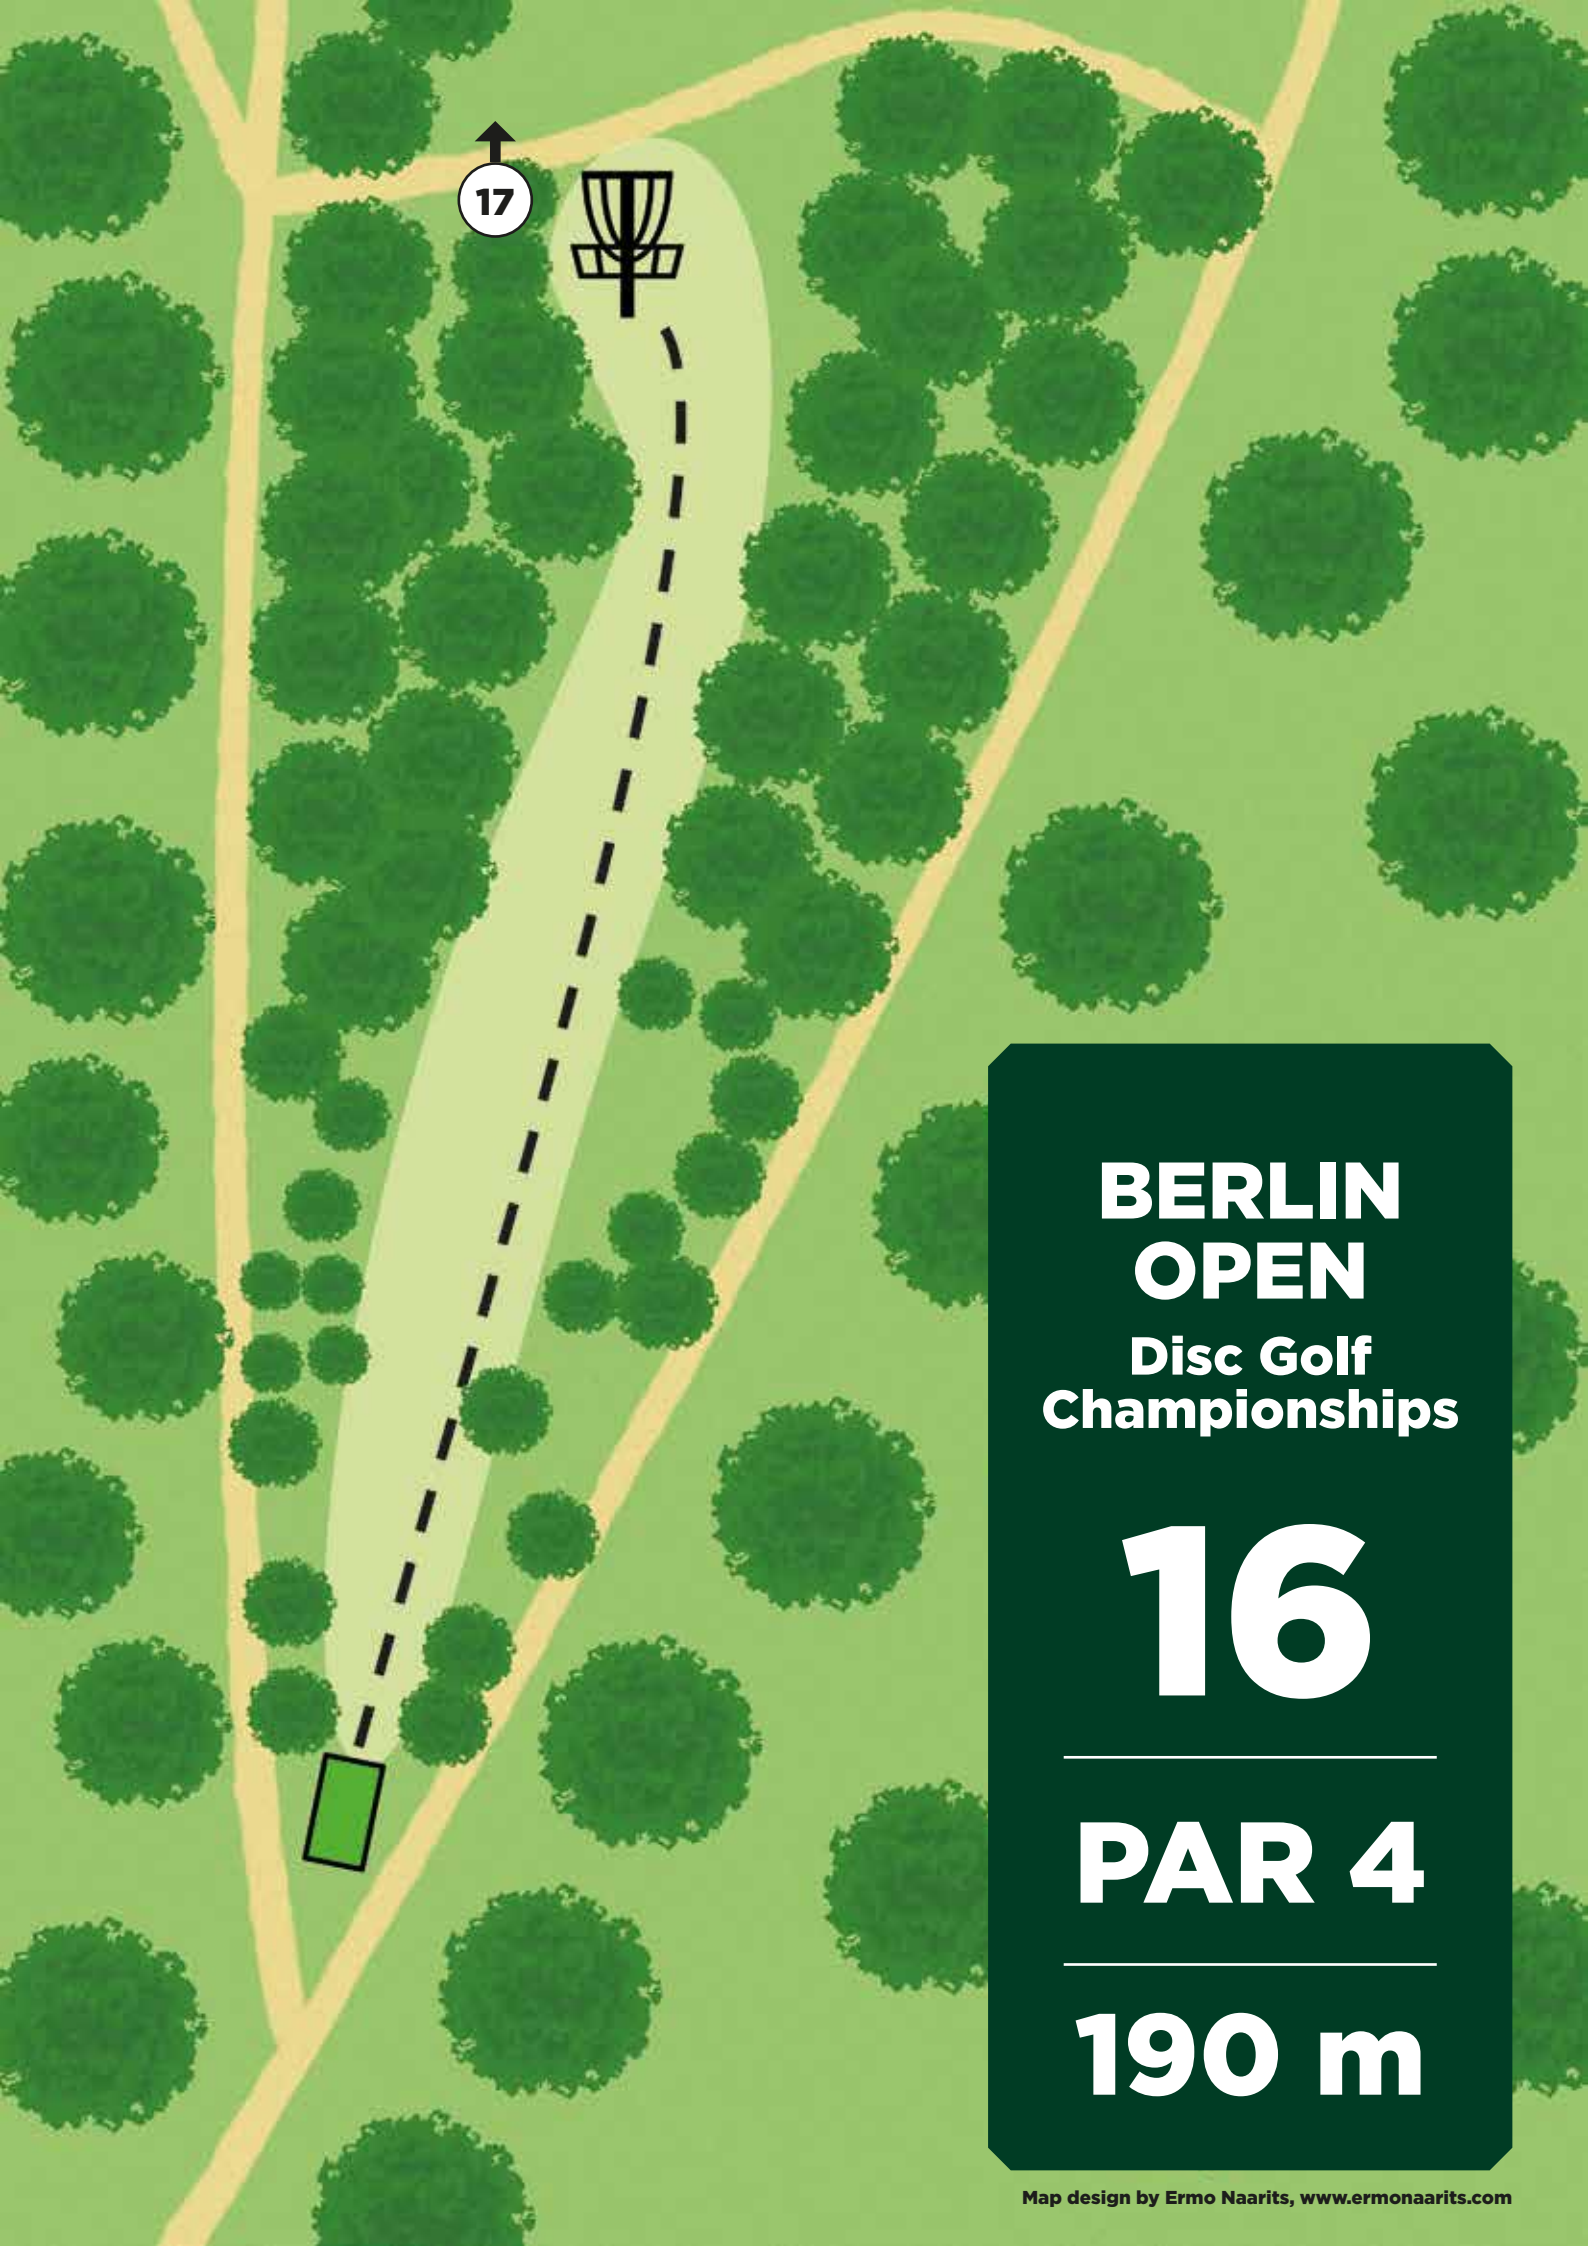 17
BERLIN
OPEN
Disc Golf
Championships
16
PAR 4
190 m
Map design by Ermo Naarits, www.ermonaarits.com